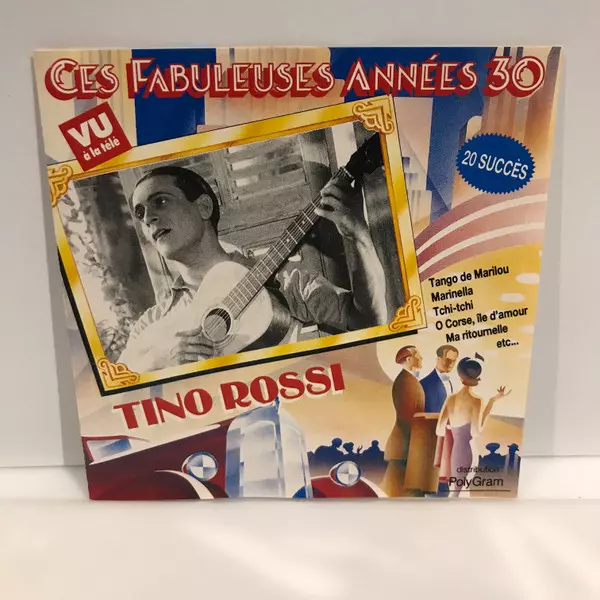 CES FABULEUSES ANNÉES 30
VU
à la télé
20 SUCCÈS
Tango de Marilou
Marinella
Tchi-tchi
O Corse, île d'amour
Ma ritournelle
etc...
TINO ROSSI
distribution
PolyGram